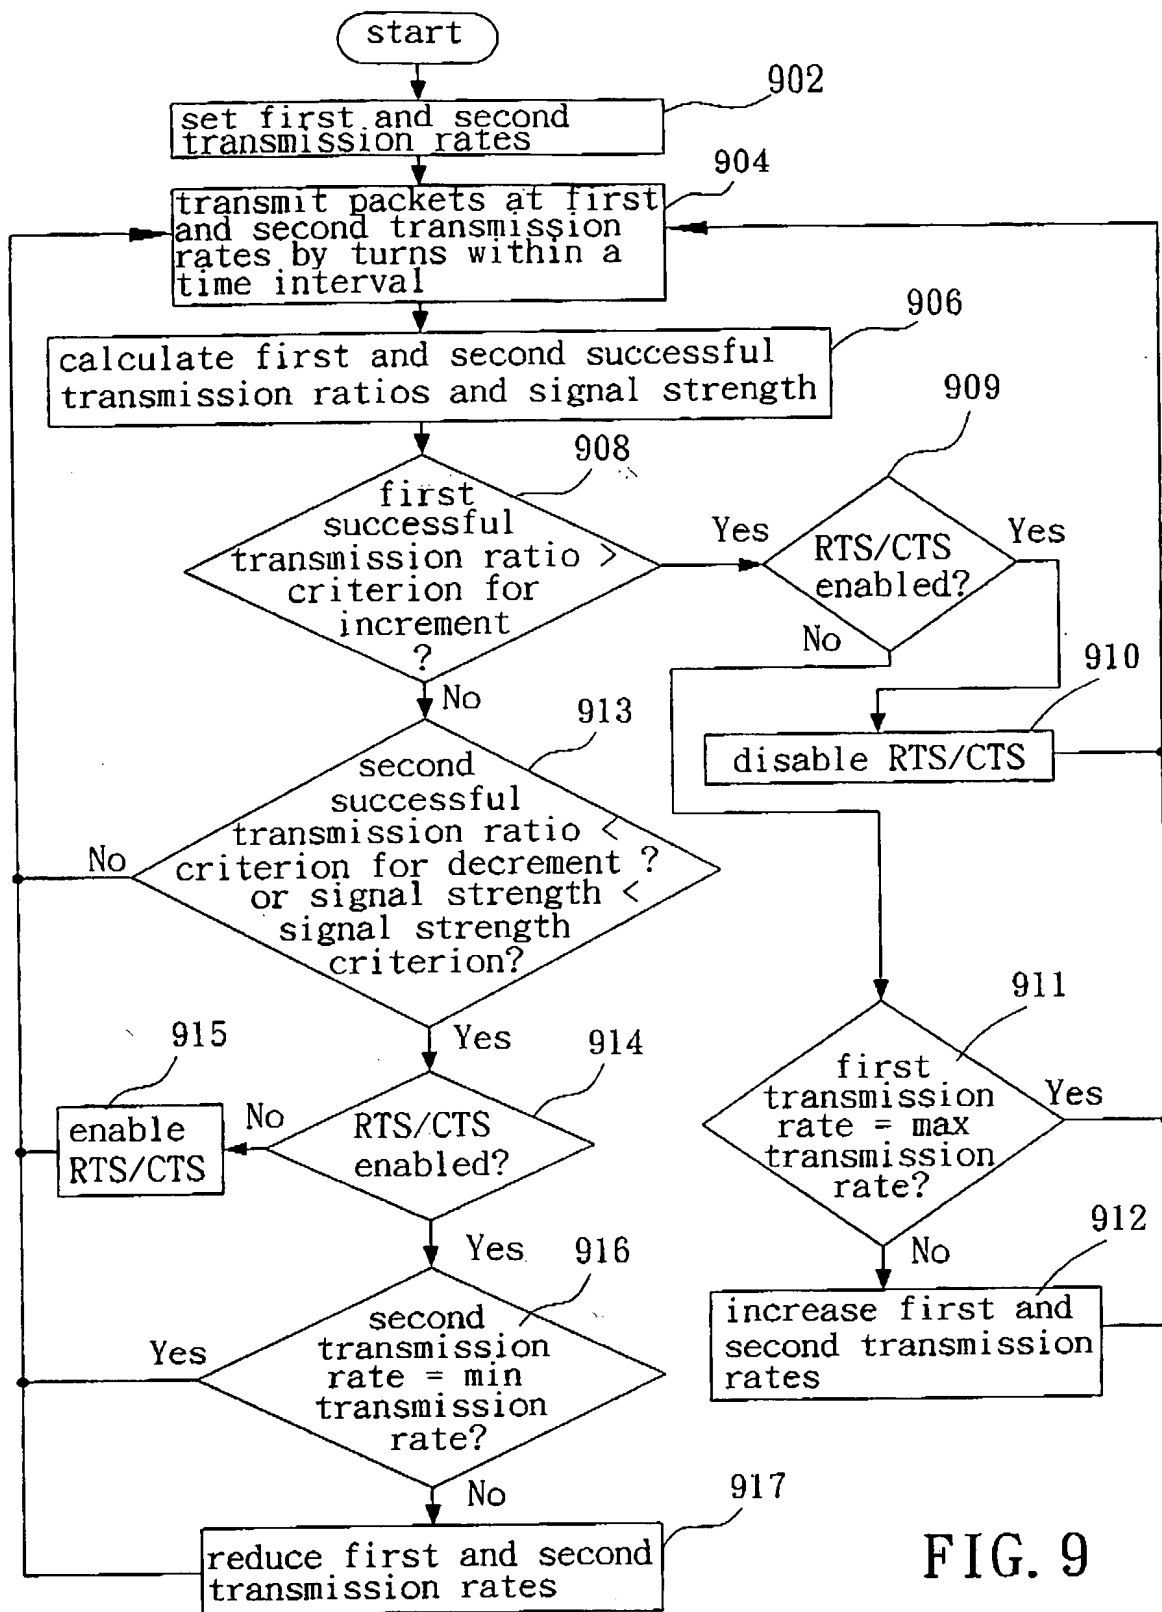 start
902
set first and second
transmission rates
904
transmit packets at first
and second transmission
rates by turns within a
time interval
906
calculate first and second successful
transmission ratios and signal strength
908
first
successful
transmission ratio >
criterion for
increment
?
Yes
909
RTS/CTS
enabled?
Yes
No
910
disable RTS/CTS
No
913
second
successful
transmission ratio <
criterion for decrement ?
or signal strength <
signal strength
criterion?
No
Yes
911
first
transmission
rate = max
transmission
rate?
Yes
No
912
increase first and
second transmission
rates
914
RTS/CTS
enabled?
No
915
enable
RTS/CTS
Yes
916
second
transmission
rate = min
transmission
rate?
Yes
No
917
reduce first and second
transmission rates
FIG. 9